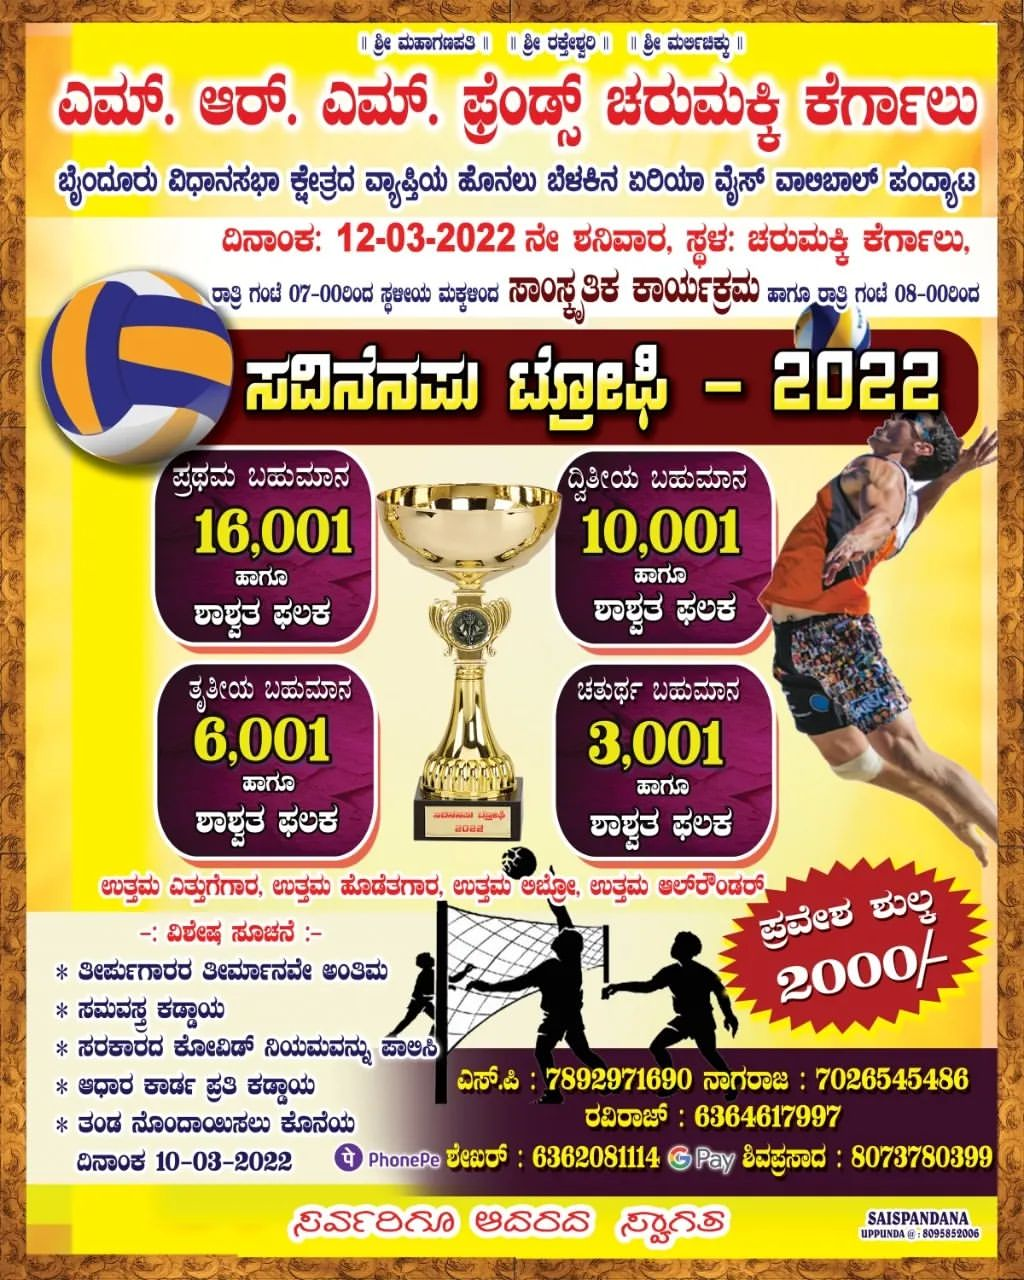 ॥ ಶ್ರೀ ಮಹಾಗಣಪತಿ ॥ ॥ ಶ್ರೀ ರಕ್ತೇಶ್ವರಿ ॥ ॥ ಶ್ರೀ ಮರ್ಲಿಚಿಕ್ಕು ॥
ಎಮ್. ಆರ್. ಎಮ್. ಫ್ರೆಂಡ್ಸ್ ಚರುಮಕ್ಕಿ ಕೆರ್ಗಾಲು
ಬೈಂದೂರು ವಿಧಾನಸಭಾ ಕ್ಷೇತ್ರದ ವ್ಯಾಪ್ತಿಯ ಹೊನಲು ಬೆಳಕಿನ ಏರಿಯಾ ವೈಸ್ ವಾಲಿಬಾಲ್ ಪಂದ್ಯಾಟ
ದಿನಾಂಕ: 12-03-2022 ನೇ ಶನಿವಾರ, ಸ್ಥಳ: ಚರುಮಕ್ಕಿ ಕೆರ್ಗಾಲು,
ರಾತ್ರಿ ಗಂಟೆ 07-00ರಿಂದ ಸ್ಥಳೀಯ ಮಕ್ಕಳಿಂದ ಸಾಂಸ್ಕೃತಿಕ ಕಾರ್ಯಕ್ರಮ ಹಾಗೂ ರಾತ್ರಿ ಗಂಟೆ 08-00ರಿಂದ
ಸವಿನೆನಪು ಟ್ರೋಫಿ - 2022
ಪ್ರಥಮ ಬಹುಮಾನ
16,001
ಹಾಗೂ
ಶಾಶ್ವತ ಫಲಕ
ದ್ವಿತೀಯ ಬಹುಮಾನ
10,001
ಹಾಗೂ
ಶಾಶ್ವತ ಫಲಕ
ತೃತೀಯ ಬಹುಮಾನ
6,001
ಹಾಗೂ
ಶಾಶ್ವತ ಫಲಕ
ಚತುರ್ಥ ಬಹುಮಾನ
3,001
ಹಾಗೂ
ಶಾಶ್ವತ ಫಲಕ
ಸವಿನೆನಪು ಟ್ರೋಫಿ
2022
ಉತ್ತಮ ಎತ್ತುಗೆಗಾರ, ಉತ್ತಮ ಹೊಡೆತಗಾರ, ಉತ್ತಮ ಲಿಬ್ರೋ, ಉತ್ತಮ ಆಲ್‌ರೌಂಡರ್
ಪ್ರವೇಶ ಶುಲ್ಕ
2000/-
-: ವಿಶೇಷ ಸೂಚನೆ :-
* ತೀರ್ಪುಗಾರರ ತೀರ್ಮಾನವೇ ಅಂತಿಮ
* ಸಮವಸ್ತ್ರ ಕಡ್ಡಾಯ
* ಸರಕಾರದ ಕೋವಿಡ್ ನಿಯಮವನ್ನು ಪಾಲಿಸಿ
* ಆಧಾರ ಕಾರ್ಡ ಪ್ರತಿ ಕಡ್ಡಾಯ
* ತಂಡ ನೊಂದಾಯಿಸಲು ಕೊನೆಯ
ದಿನಾಂಕ 10-03-2022
ಎಸ್.ಪಿ : 7892971690 ನಾಗರಾಜ : 7026545486
ರವಿರಾಜ್ : 6364617997
PhonePe ಶೇಖರ್ : 6362081114 G Pay ಶಿವಪ್ರಸಾದ : 8073780399
ಸರ್ವರಿಗೂ ಆದರದ ಸ್ವಾಗತ
SAISPANDANA
UPPUNDA @ : 8095852006